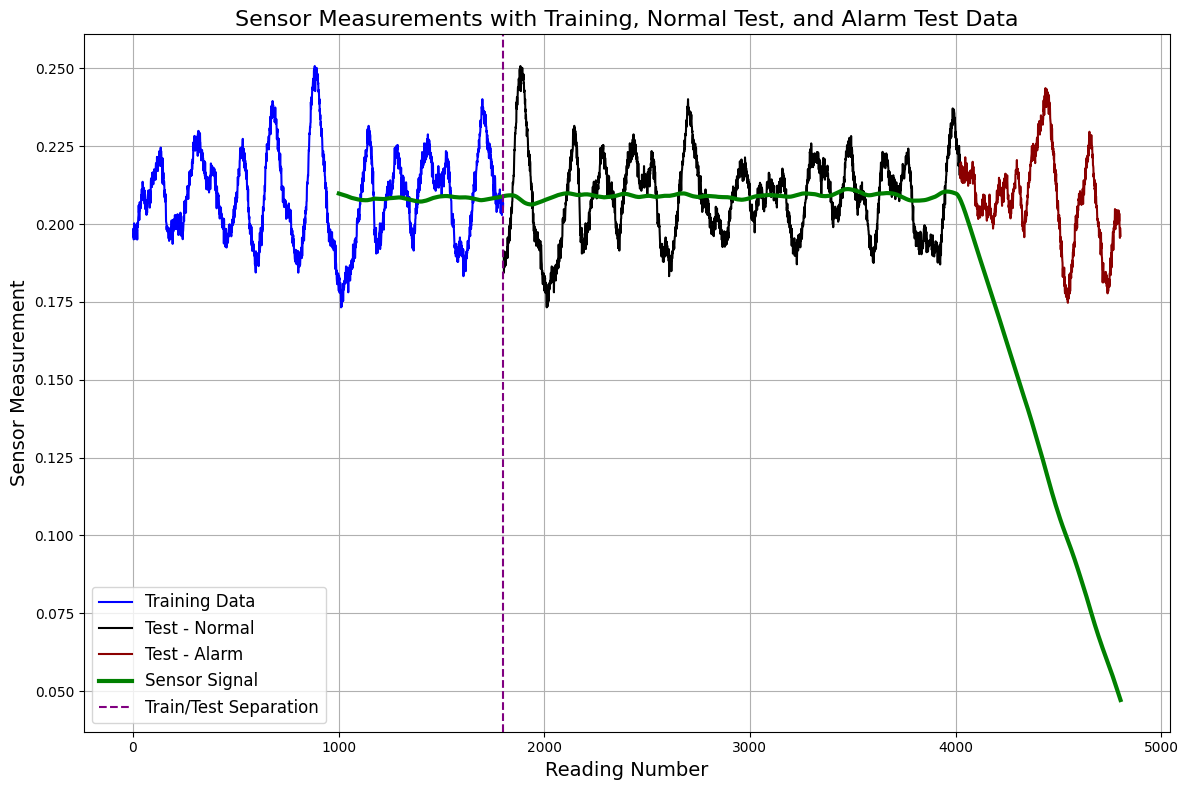 Sensor Measurements with Training, Normal Test, and Alarm Test Data
Sensor Measurement
0.250
0.225
0.200
0.175
0.150
0.125
0.100
0.075
0.050
Training Data
Test - Normal
Test - Alarm
Sensor Signal
Train/Test Separation
0 1000 2000 3000 4000 5000
Reading Number